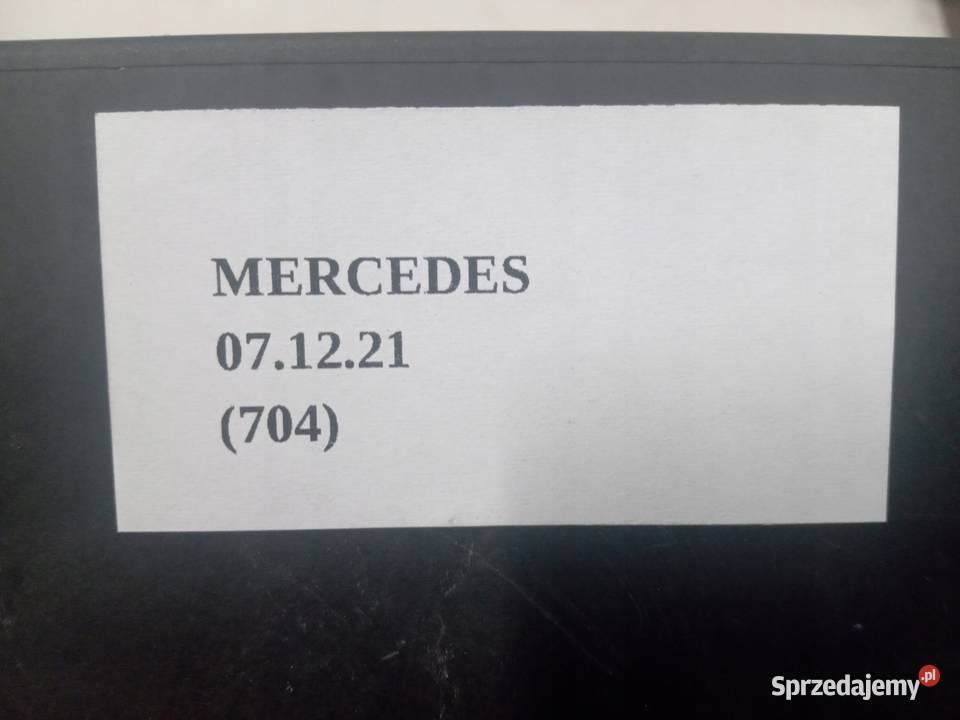 MERCEDES
07.12.21
(704)
Sprzedajemy.pl